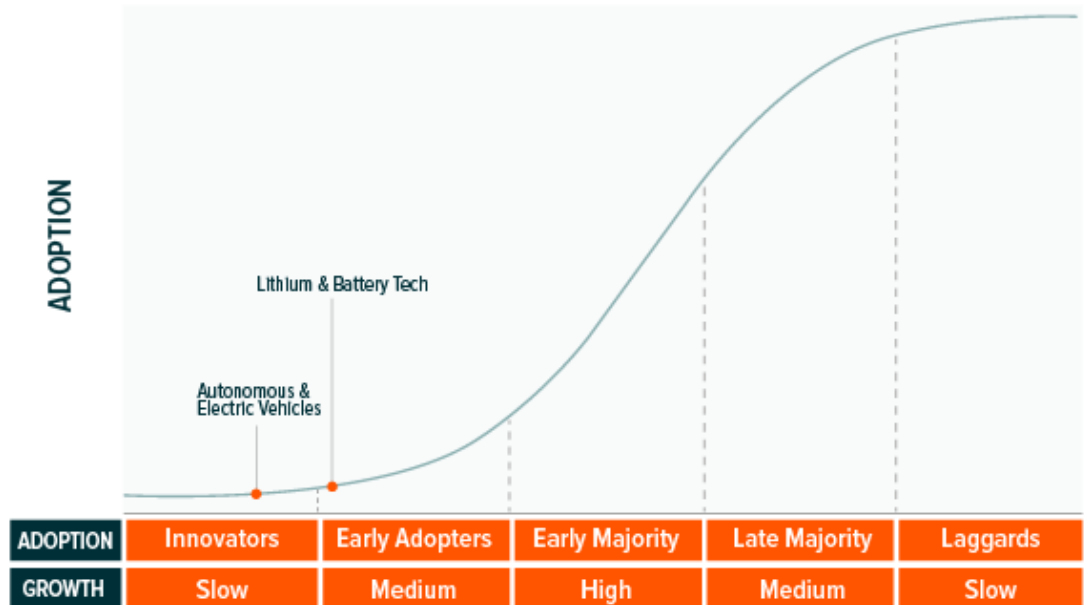 ADOPTION
Lithium & Battery Tech
Autonomous &
Electric Vehicles
ADOPTION Innovators Early Adopters Early Majority Late Majority Laggards
GROWTH Slow Medium High Medium Slow